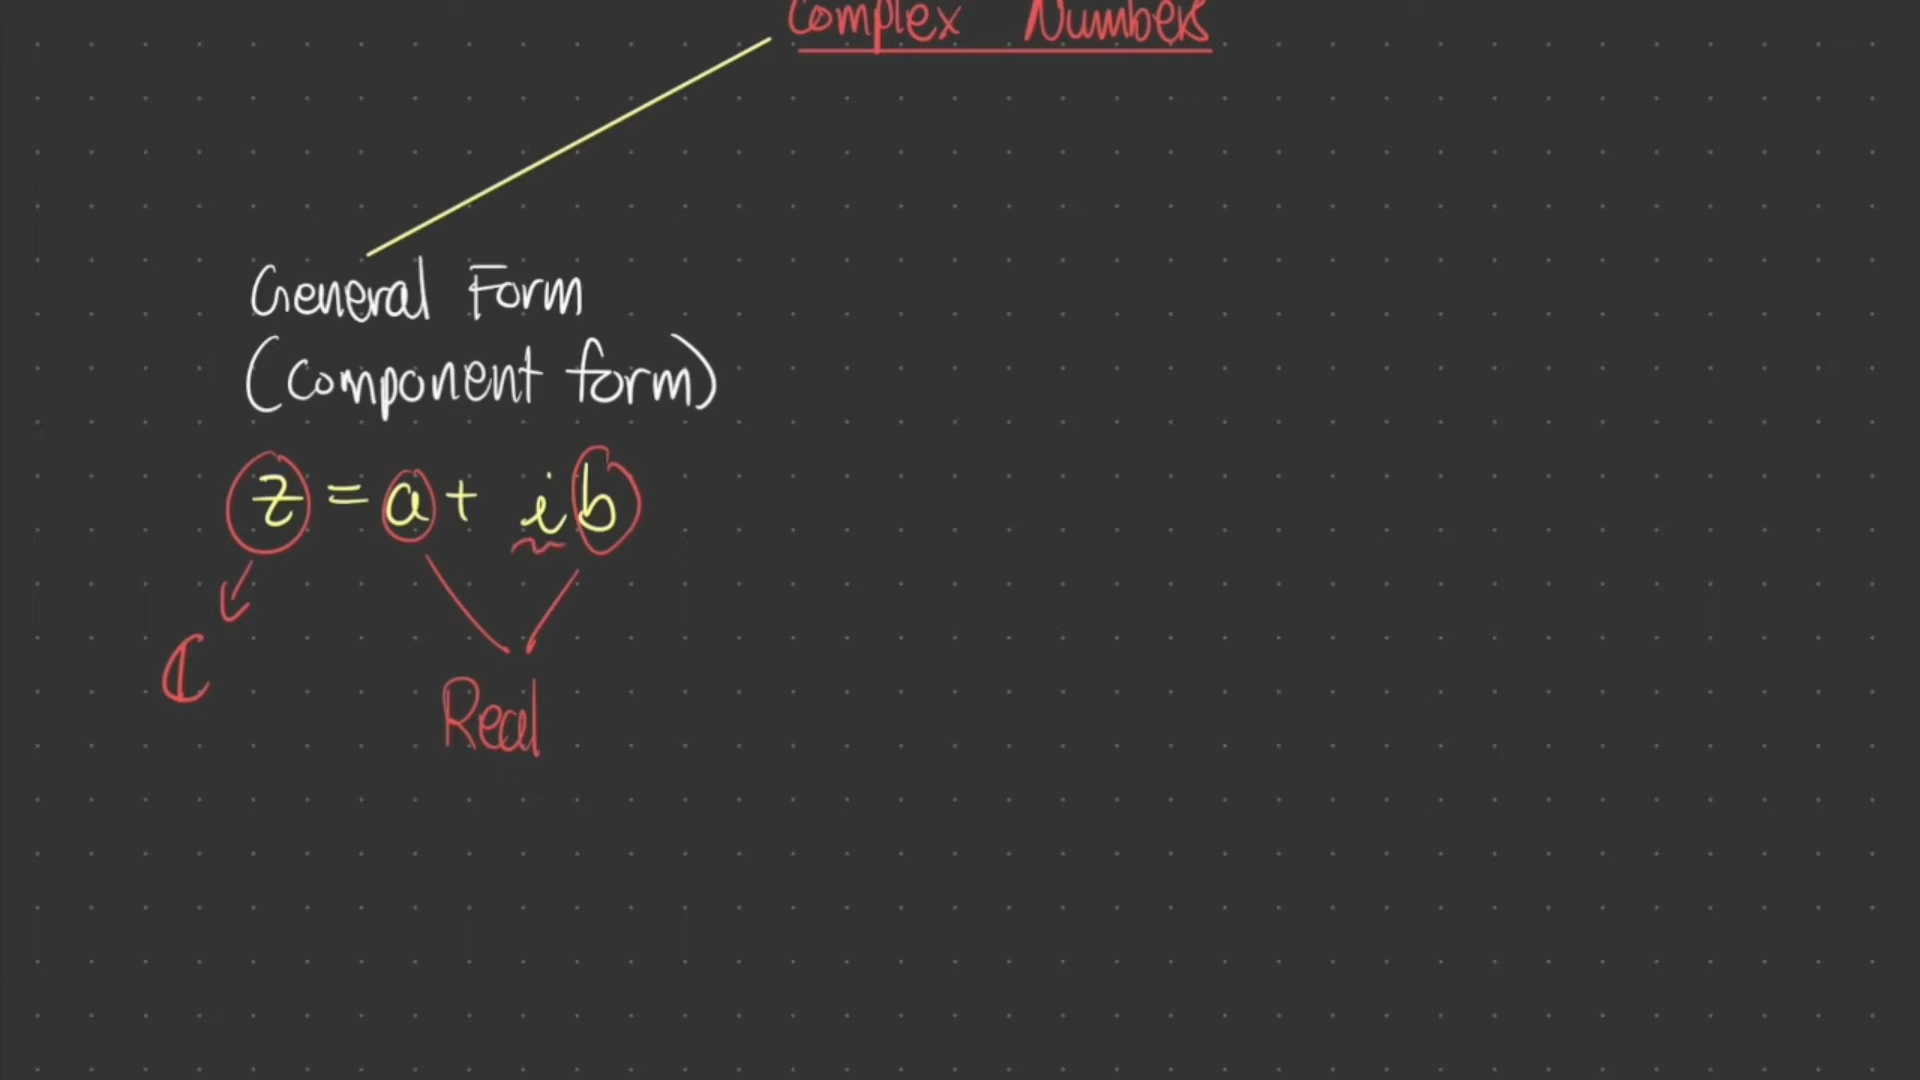 Complex Numbers
General Form
(component form)
z = a + ib
ℂ
Real